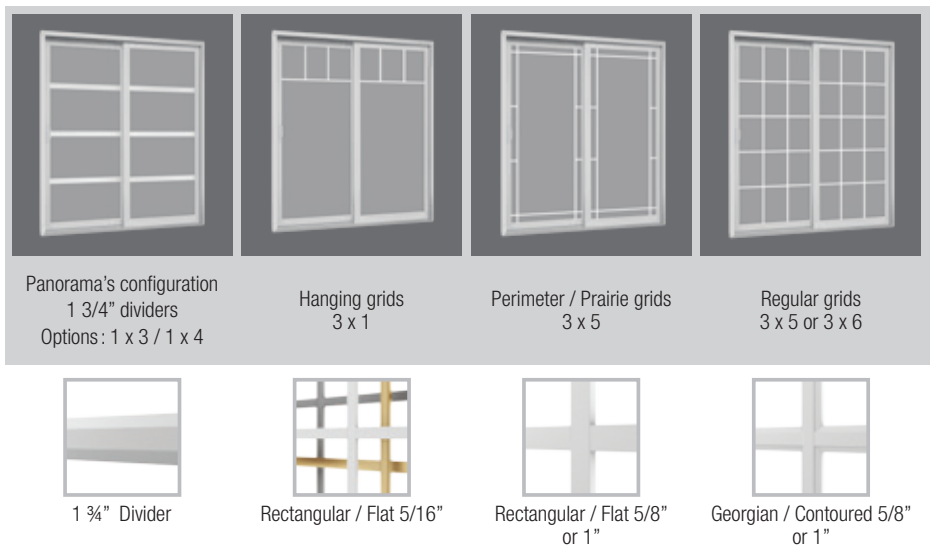 Panorama’s configuration
1 3/4” dividers
Options : 1 x 3 / 1 x 4
Hanging grids
3 x 1
Perimeter / Prairie grids
3 x 5
Regular grids
3 x 5 or 3 x 6
1 ¾” Divider
Rectangular / Flat 5/16”
Rectangular / Flat 5/8”
or 1”
Georgian / Contoured 5/8”
or 1”